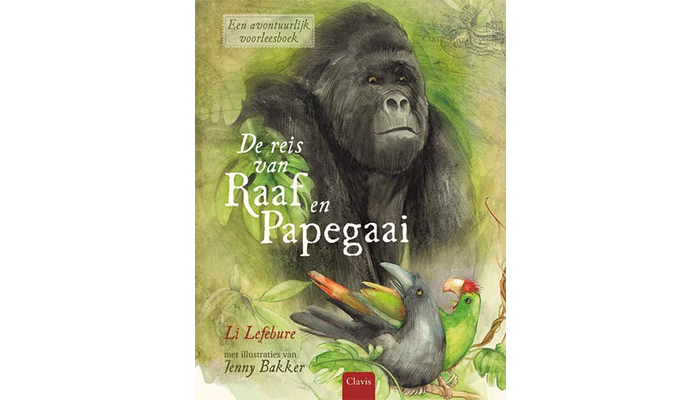 Een avontuurlijk
voorleesboek
De reis
van
Raaf en
Papegaai
Li Lefebure
met illustraties van
Jenny Bakker
Clavis